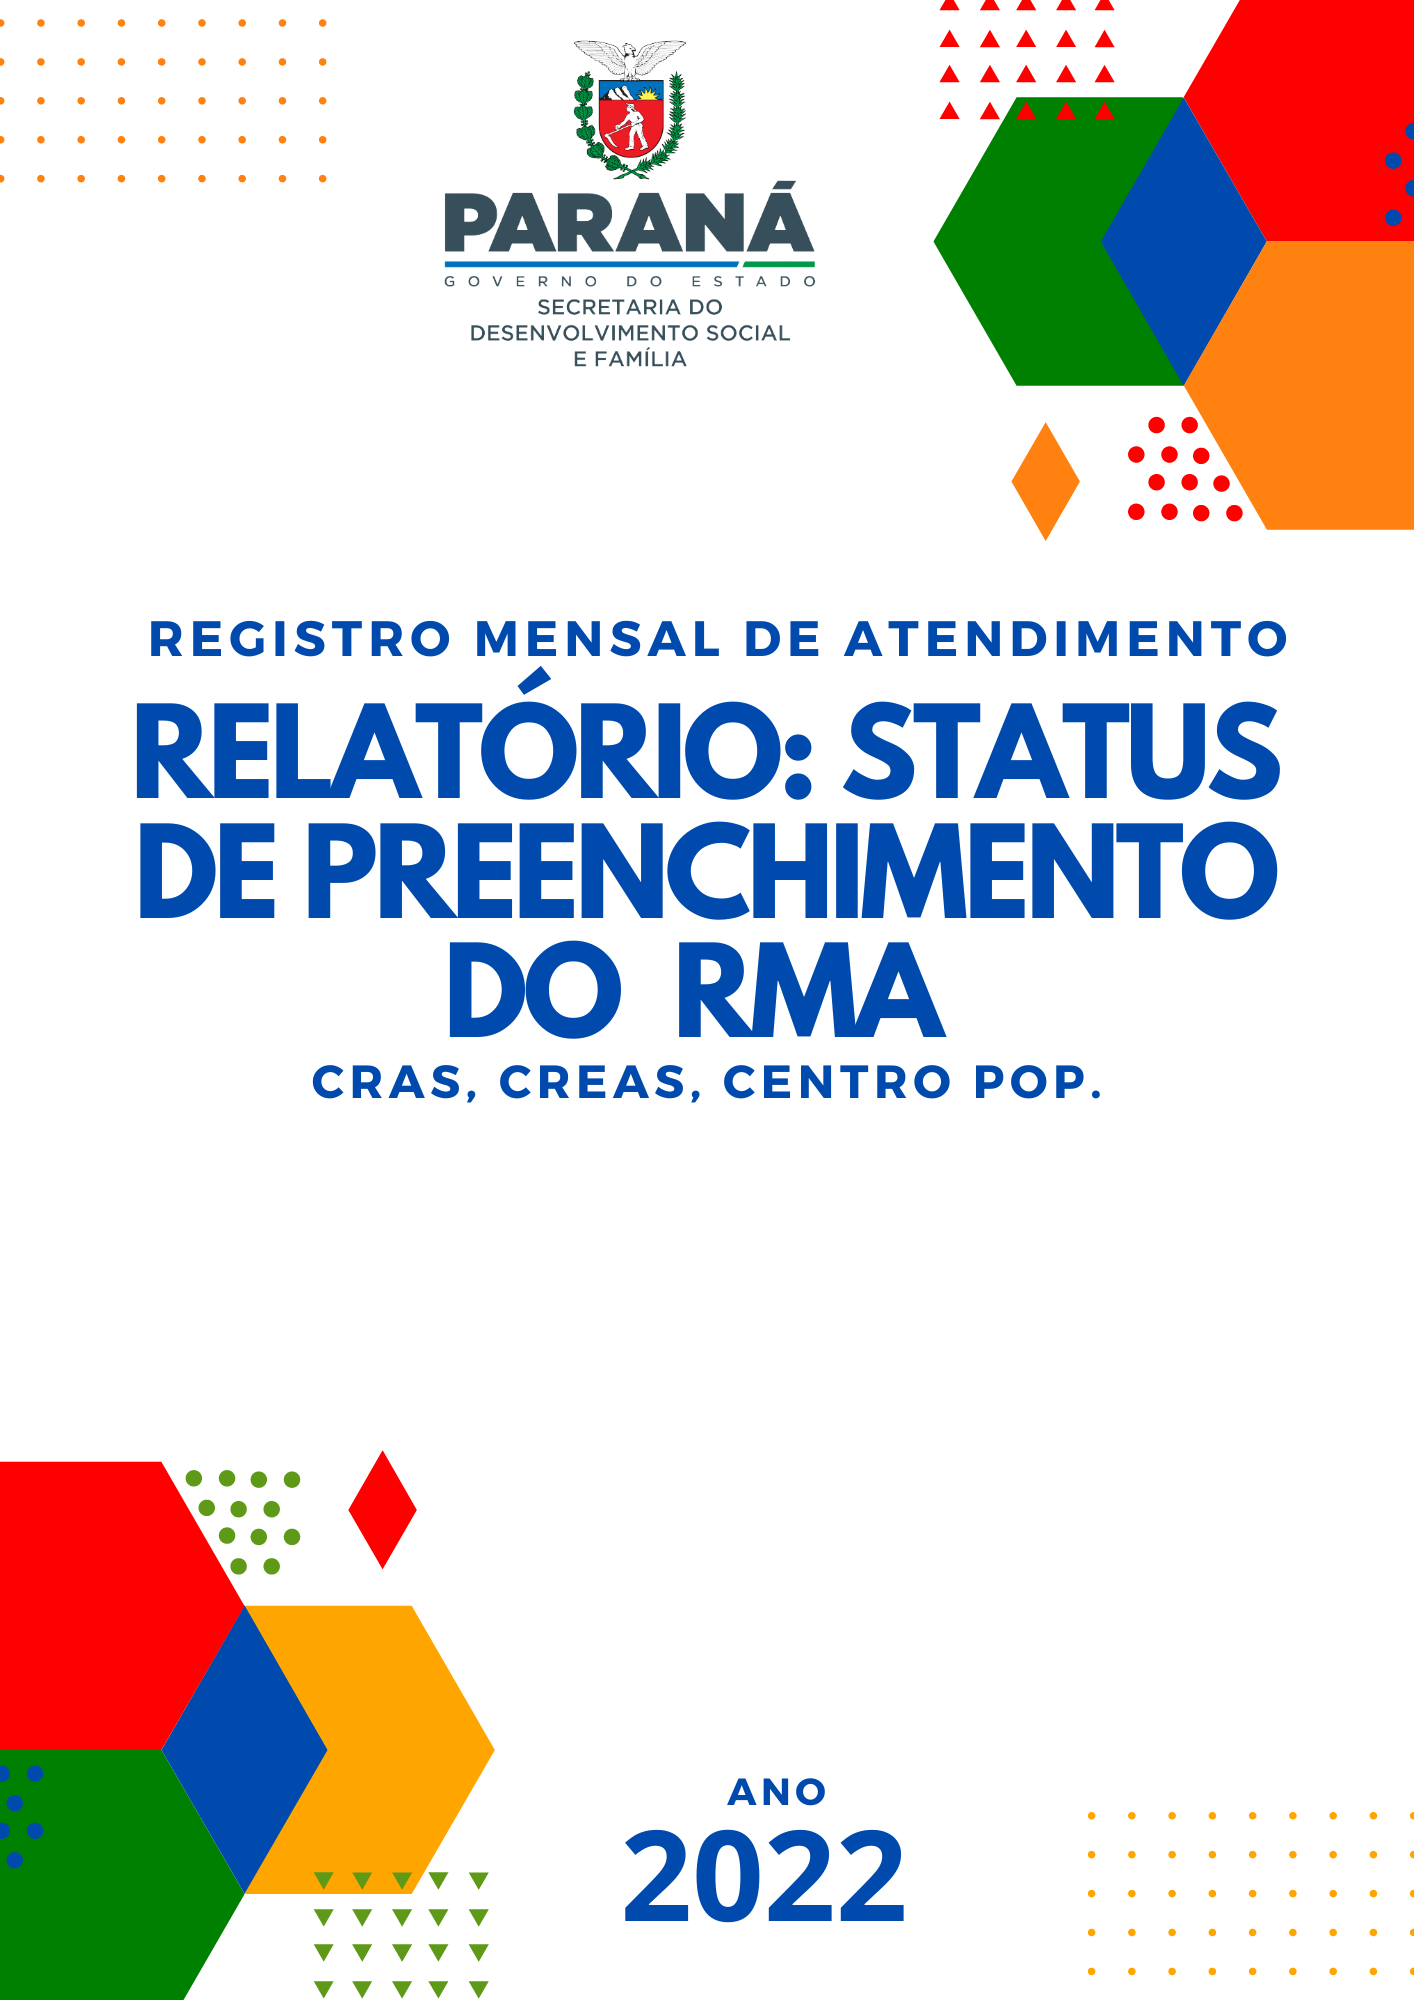 PARANÁ
GOVERNO DO ESTADO
SECRETARIA DO
DESENVOLVIMENTO SOCIAL
E FAMÍLIA
REGISTRO MENSAL DE ATENDIMENTO
RELATÓRIO: STATUS
DE PREENCHIMENTO
DO RMA
CRAS, CREAS, CENTRO POP.
ANO
2022